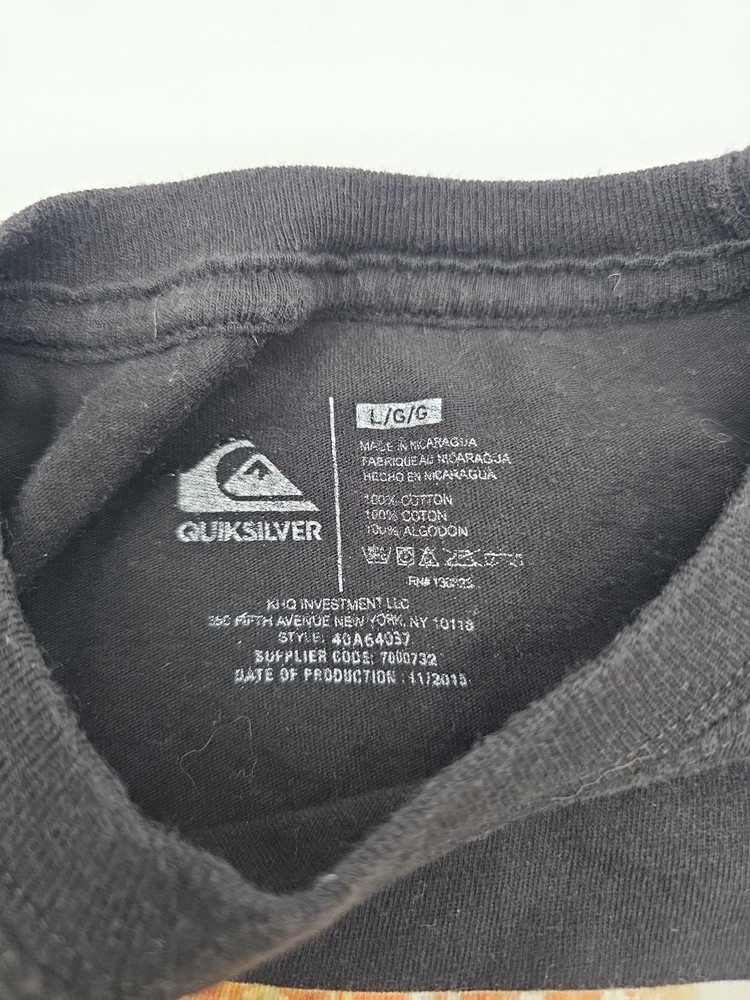 QUIKSILVER
L/G/G
MADE IN NICARAGUA
FABRIQUE AU NICARAGUA
HECHO EN NICARAGUA
100% COTTON
100% COTON
100% ALGODON
RN#
KHQ INVESTMENT LLC
350 FIFTH AVENUE NEW YORK, NY 10118
STYLE: 40A64037
SUPPLIER CODE: 7000732
DATE OF PRODUCTION : 11/2015